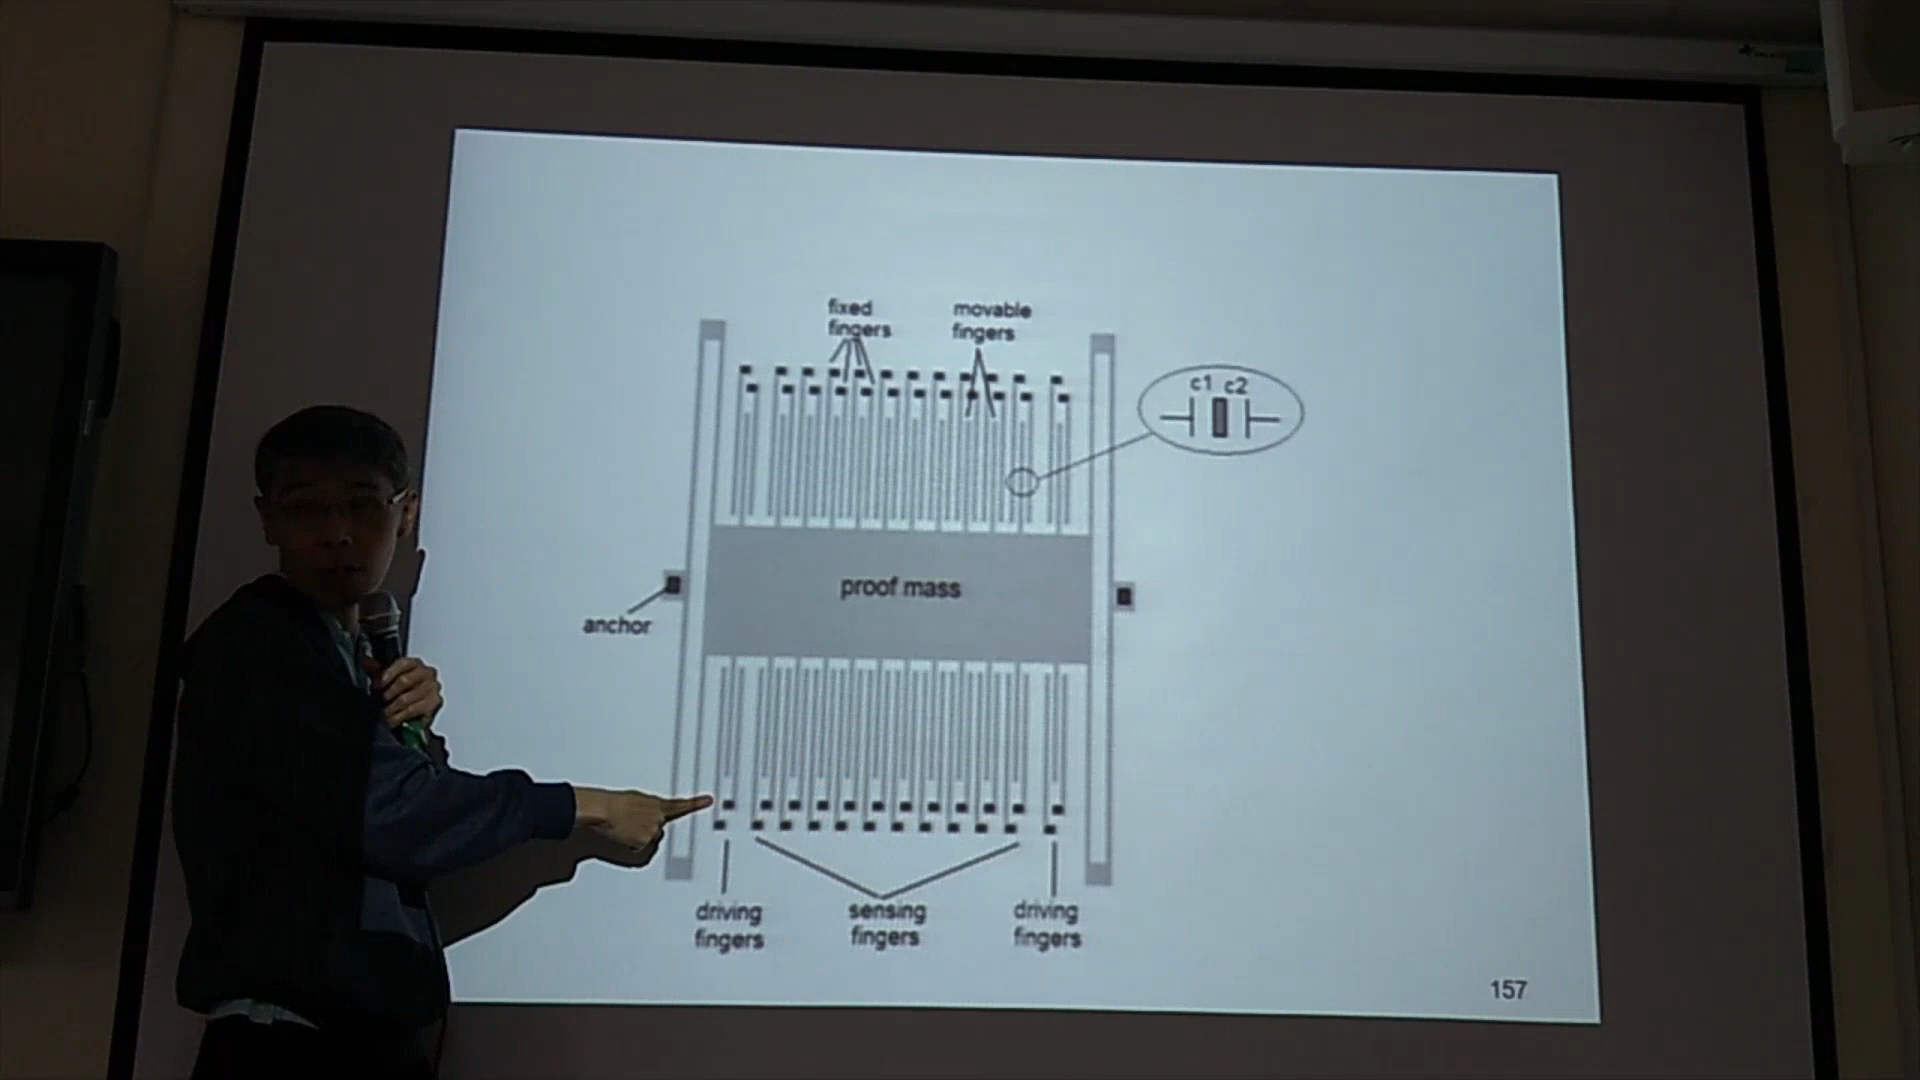 fixed
fingers
movable
fingers
c1 c2
proof mass
anchor
driving
fingers
sensing
fingers
driving
fingers
157